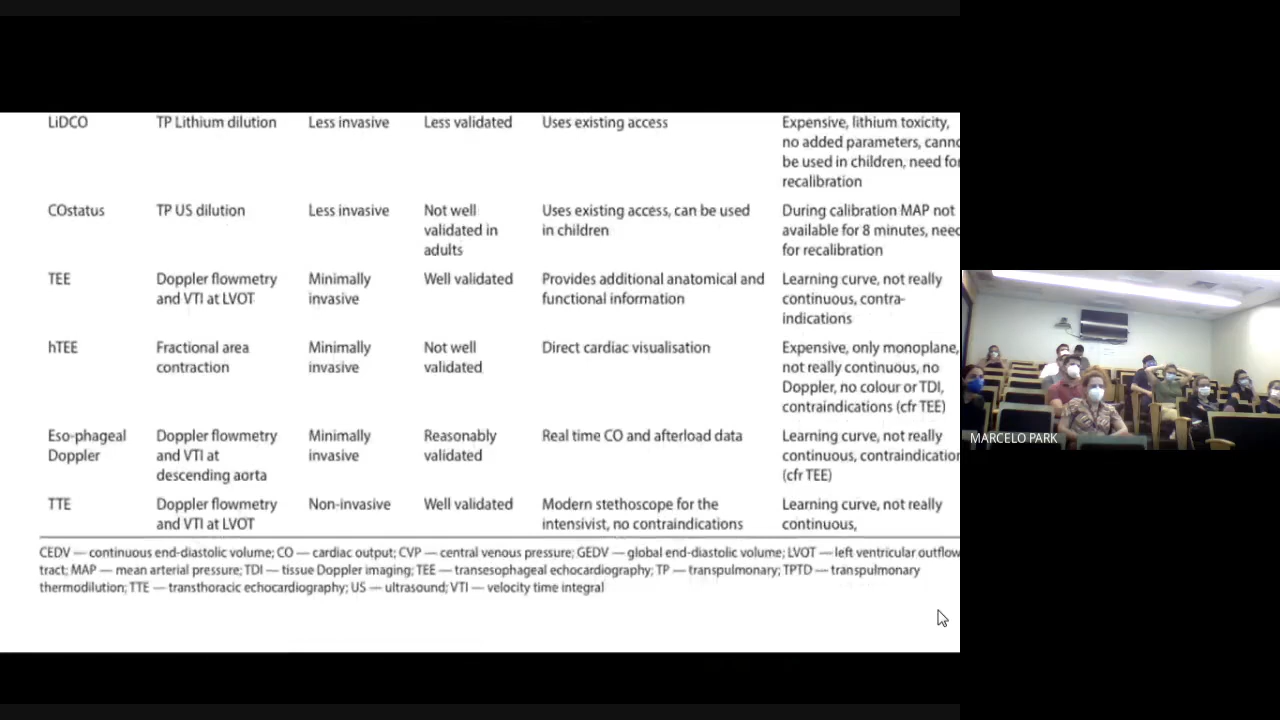 LiDCO TP Lithium dilution Less invasive Less validated Uses existing access Expensive, lithium toxicity,
no added parameters,
be used in children, need
recalibration
COstatus TP US dilution Less invasive Not well Uses existing access, can be used During calibration MAP not
validated in in children available for 8 minutes,
adults for recalibration
TEE Doppler flowmetry Minimally Well validated Provides additional anatomical and Learning curve, not really
and VTI at LVOT invasive functional information continuous, contra-
indications
hTEE Fractional area Minimally Not well Direct cardiac visualisation Expensive, only monoplane,
contraction invasive validated not really continuous, no
Doppler, no colour or TDI,
contraindications (cfr TEE)
Eso-phageal Doppler flowmetry Minimally Reasonably Real time CO and afterload data Learning curve, not really
Doppler and VTI at invasive validated continuous, contraindication
descending aorta (cfr TEE)
TTE Doppler flowmetry Non-invasive Well validated Modern stethoscope for the Learning curve, not really
and VTI at LVOT intensivist, no contraindications continuous,
CEDV — continuous end-diastolic volume; CO — cardiac output; CVP — central venous pressure; GEDV — global end-diastolic volume; LVOT — left ventricular outflow
tract; MAP — mean arterial pressure; TDI — tissue Doppler imaging; TEE — transesophageal echocardiography; TP — transpulmonary; TPTD — transpulmonary
thermodilution; TTE — transthoracic echocardiography; US — ultrasound; VTI — velocity time integral
MARCELO PARK